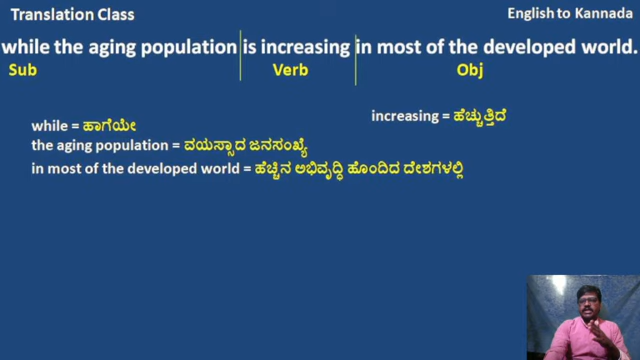 Translation Class
English to Kannada
while the aging population is increasing in most of the developed world.
Sub Verb Obj
increasing = ಹೆಚ್ಚುತ್ತಿದೆ
while = ಹಾಗೆಯೇ
the aging population = ವಯಸ್ಸಾದ ಜನಸಂಖ್ಯೆ
in most of the developed world = ಹೆಚ್ಚಿನ ಅಭಿವೃದ್ಧಿ ಹೊಂದಿದ ದೇಶಗಳಲ್ಲಿ